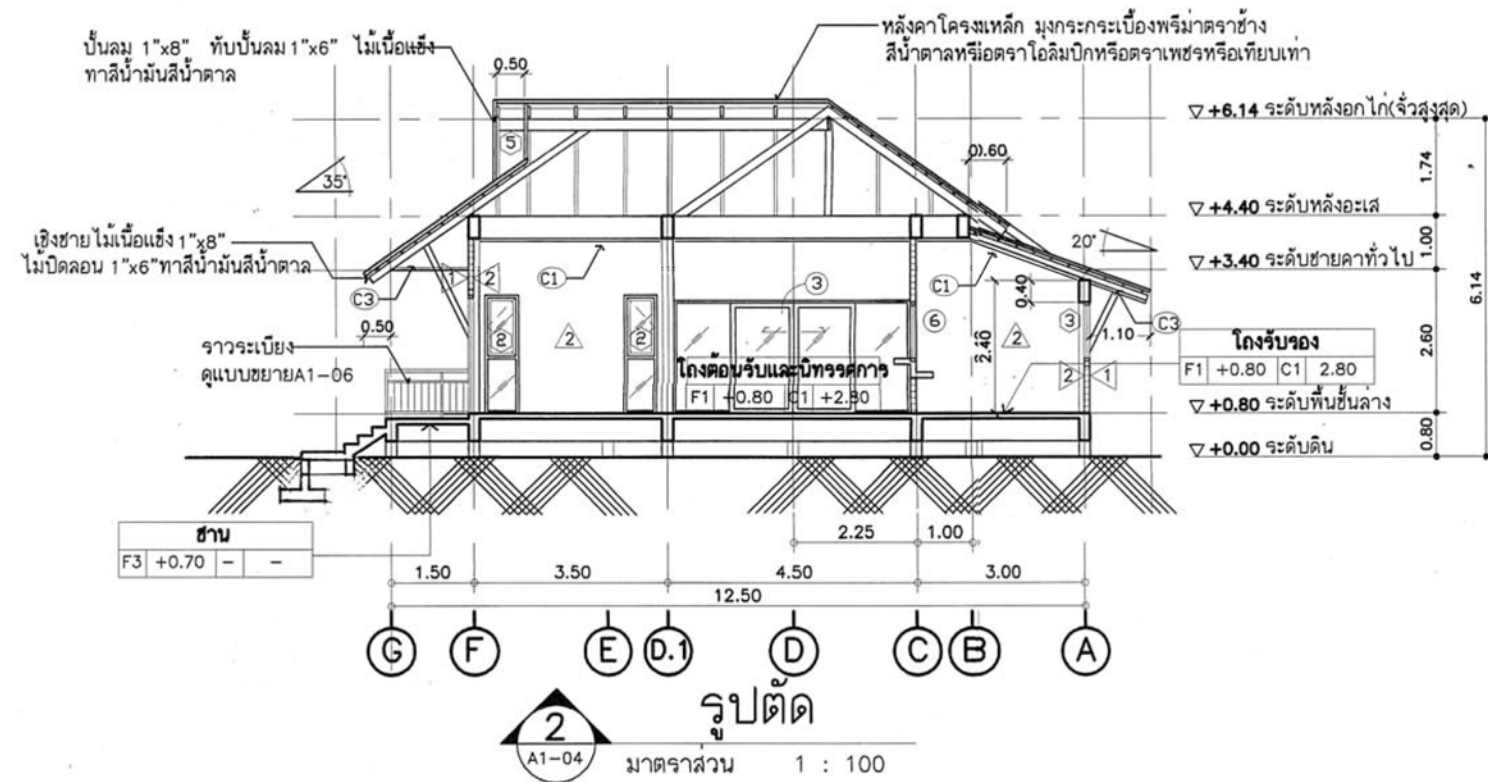 ปั้นลม 1"x8" ทับปั้นลม 1"x6" ไม้เนื้อแข็ง
ทาสีน้ำมันสีน้ำตาล
0.50
หลังคาโครงเหล็ก มุงกระกระเบื้องพรีม่าตราช้าง
สีน้ำตาลหรือตราโอลิมปิกหรือตราเพชรหรือเทียบเท่า
+6.14 ระดับหลังอกไก่(จั่วสูงสุด)
5
0.60
35°
1.74
+4.40 ระดับหลังอะเส
เชิงชายไม้เนื้อแข็ง 1"x8"
ไม้ปิดลอน 1"x6"ทาสีน้ำมันสีน้ำตาล
20°
1.00
+3.40 ระดับชายคาทั่วไป
6.14
C3
1
2
C1
3
C1
0.40
0.50
2
2
2
6
2.40
2
3
1.10
C3
2.60
ราวระเบียง
ดูแบบขยายA1-06
โถงต้อนรับและนิทรรศการ
F1 +0.80 C1 +2.80
โถงรับรอง
F1 +0.80 C1 2.80
2
1
+0.80 ระดับพื้นชั้นล่าง
0.80
+0.00 ระดับดิน
ชาน
F3 +0.70 - -
2.25
1.00
1.50
3.50
4.50
3.00
12.50
G F E D.1 D C B A
2
A1-04
รูปตัด
มาตราส่วน 1 : 100